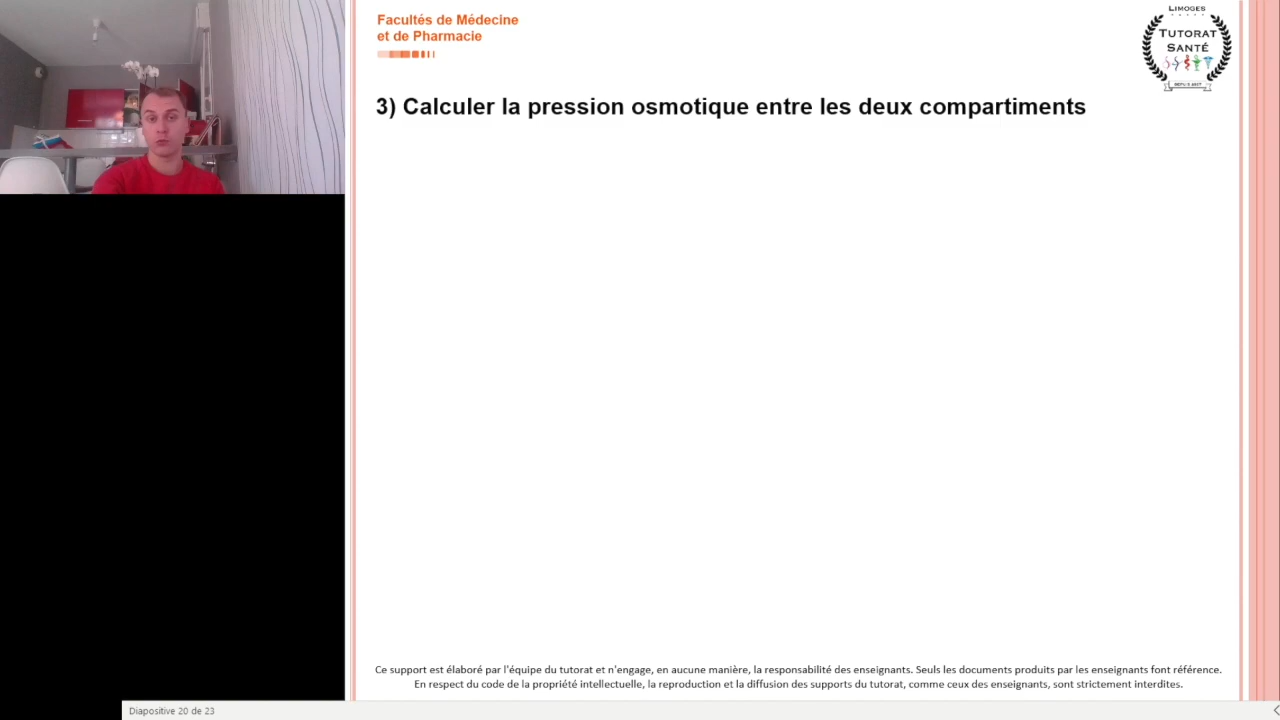 Facultés de Médecine
et de Pharmacie
LIMOGES
TUTORAT
SANTÉ
DEPUIS 2007
3) Calculer la pression osmotique entre les deux compartiments
Ce support est élaboré par l'équipe du tutorat et n'engage, en aucune manière, la responsabilité des enseignants. Seuls les documents produits par les enseignants font référence.
En respect du code de la propriété intellectuelle, la reproduction et la diffusion des supports du tutorat, comme ceux des enseignants, sont strictement interdites.
Diapositive 20 de 23